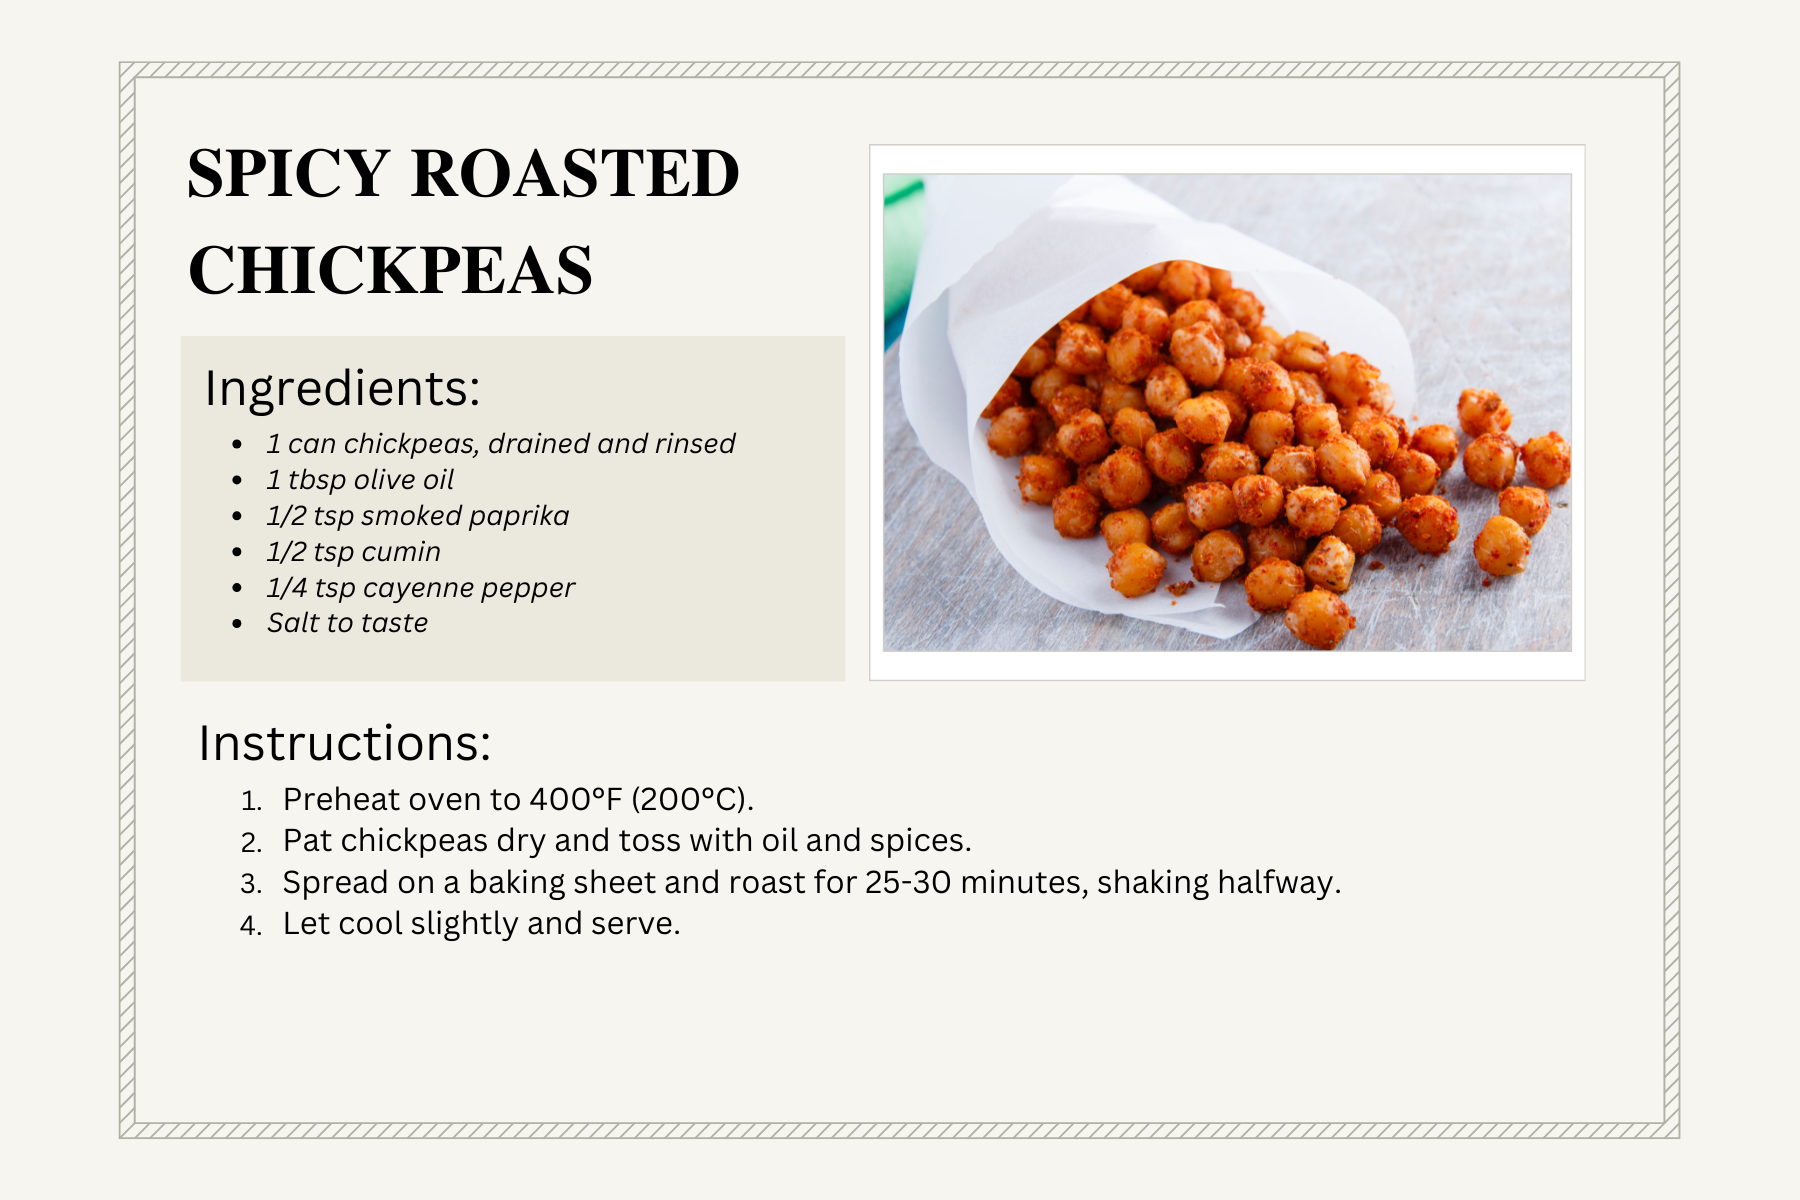 SPICY ROASTED
CHICKPEAS
Ingredients:
• 1 can chickpeas, drained and rinsed
• 1 tbsp olive oil
• 1/2 tsp smoked paprika
• 1/2 tsp cumin
• 1/4 tsp cayenne pepper
• Salt to taste
Instructions:
1. Preheat oven to 400°F (200°C).
2. Pat chickpeas dry and toss with oil and spices.
3. Spread on a baking sheet and roast for 25-30 minutes, shaking halfway.
4. Let cool slightly and serve.